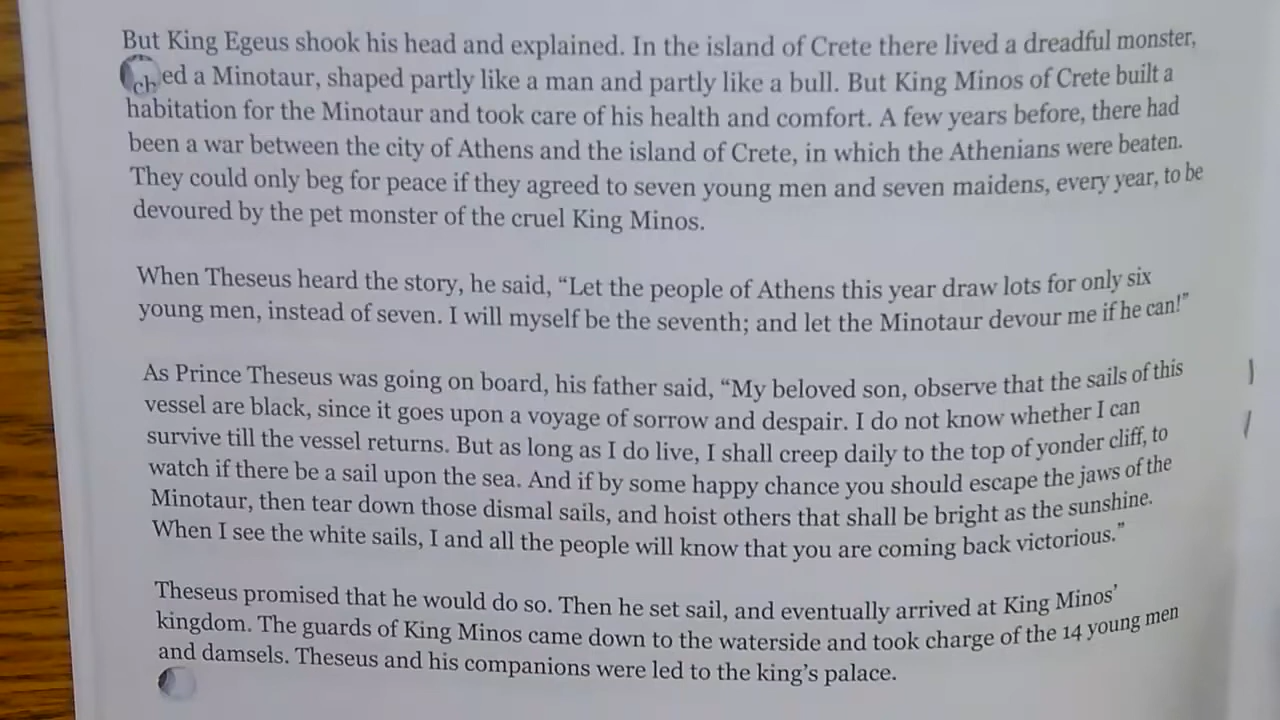 But King Egeus shook his head and explained. In the island of Crete there lived a dreadful monster,
ed a Minotaur, shaped partly like a man and partly like a bull. But King Minos of Crete built a
habitation for the Minotaur and took care of his health and comfort. A few years before, there had
been a war between the city of Athens and the island of Crete, in which the Athenians were beaten.
They could only beg for peace if they agreed to seven young men and seven maidens, every year, to be
devoured by the pet monster of the cruel King Minos.
When Theseus heard the story, he said, “Let the people of Athens this year draw lots for only six
young men, instead of seven. I will myself be the seventh; and let the Minotaur devour me if he can!”
As Prince Theseus was going on board, his father said, “My beloved son, observe that the sails of this
vessel are black, since it goes upon a voyage of sorrow and despair. I do not know whether I can
survive till the vessel returns. But as long as I do live, I shall creep daily to the top of yonder cliff, to
watch if there be a sail upon the sea. And if by some happy chance you should escape the jaws of the
Minotaur, then tear down those dismal sails, and hoist others that shall be bright as the sunshine.
When I see the white sails, I and all the people will know that you are coming back victorious.”
Theseus promised that he would do so. Then he set sail, and eventually arrived at King Minos’
kingdom. The guards of King Minos came down to the waterside and took charge of the 14 young men
and damsels. Theseus and his companions were led to the king’s palace.